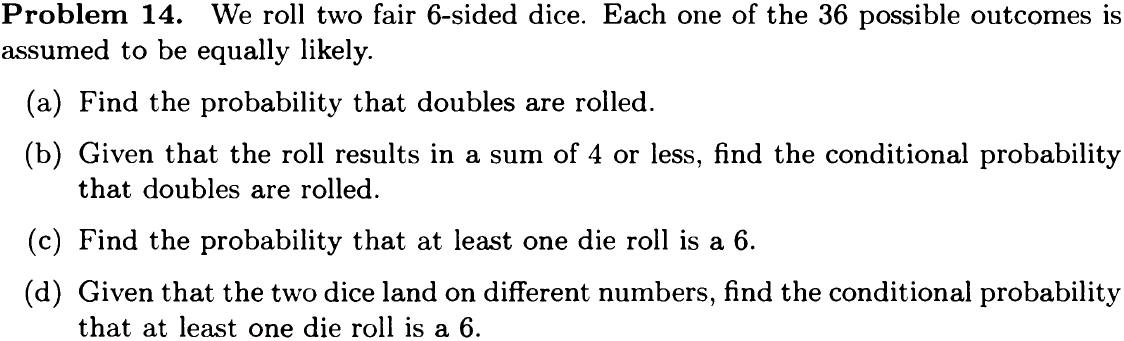 Problem 14. We roll two fair 6-sided dice. Each one of the 36 possible outcomes is
assumed to be equally likely.
(a) Find the probability that doubles are rolled.
(b) Given that the roll results in a sum of 4 or less, find the conditional probability
that doubles are rolled.
(c) Find the probability that at least one die roll is a 6.
(d) Given that the two dice land on different numbers, find the conditional probability
that at least one die roll is a 6.